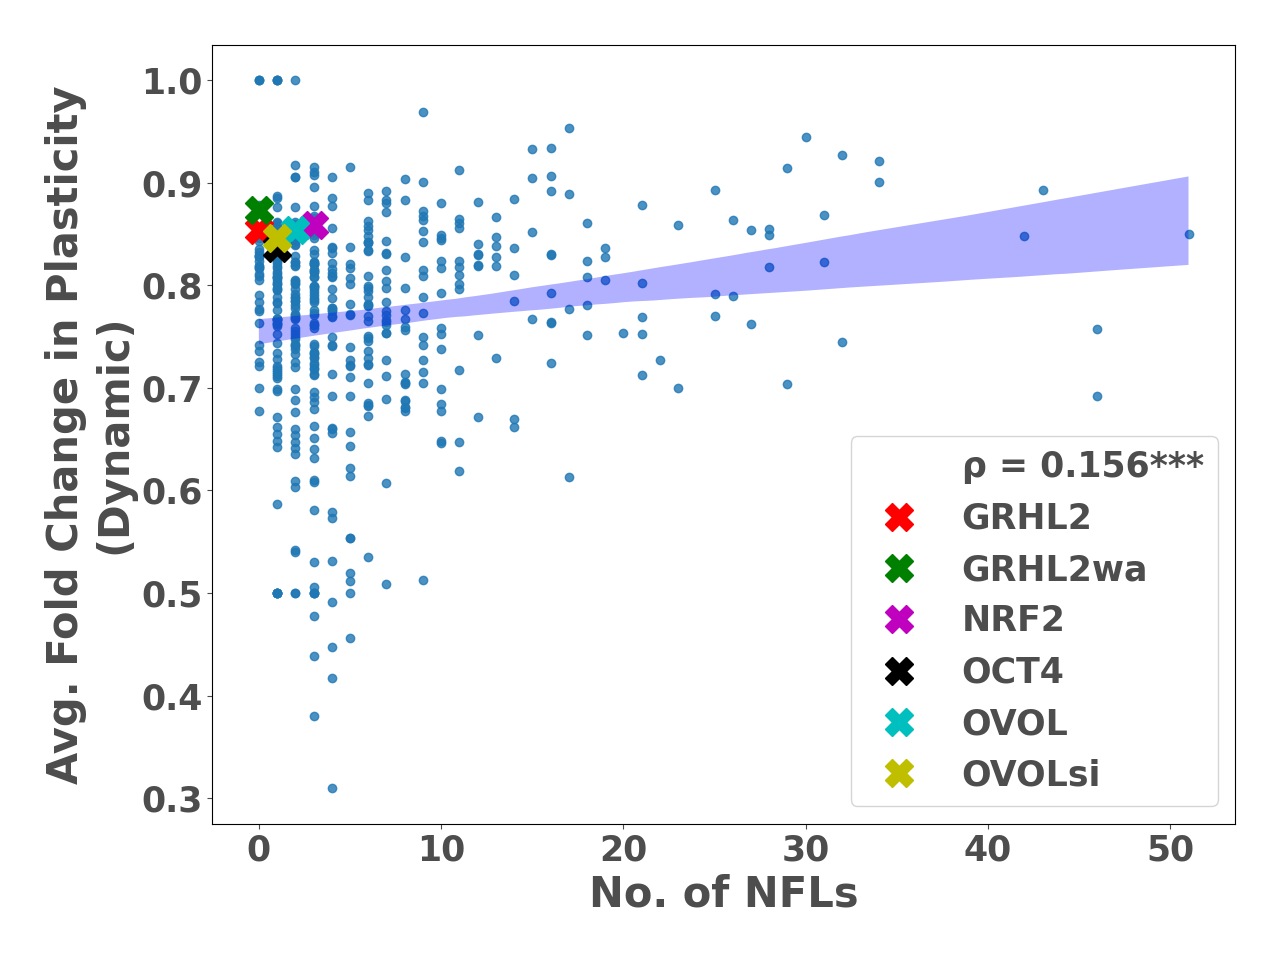 Avg. Fold Change in Plasticity
(Dynamic)
1.0
0.9
0.8
0.7
0.6
0.5
0.4
0.3
ρ = 0.156***
GRHL2
GRHL2wa
NRF2
OCT4
OVOL
OVOLsi
0 10 20 30 40 50
No. of NFLs